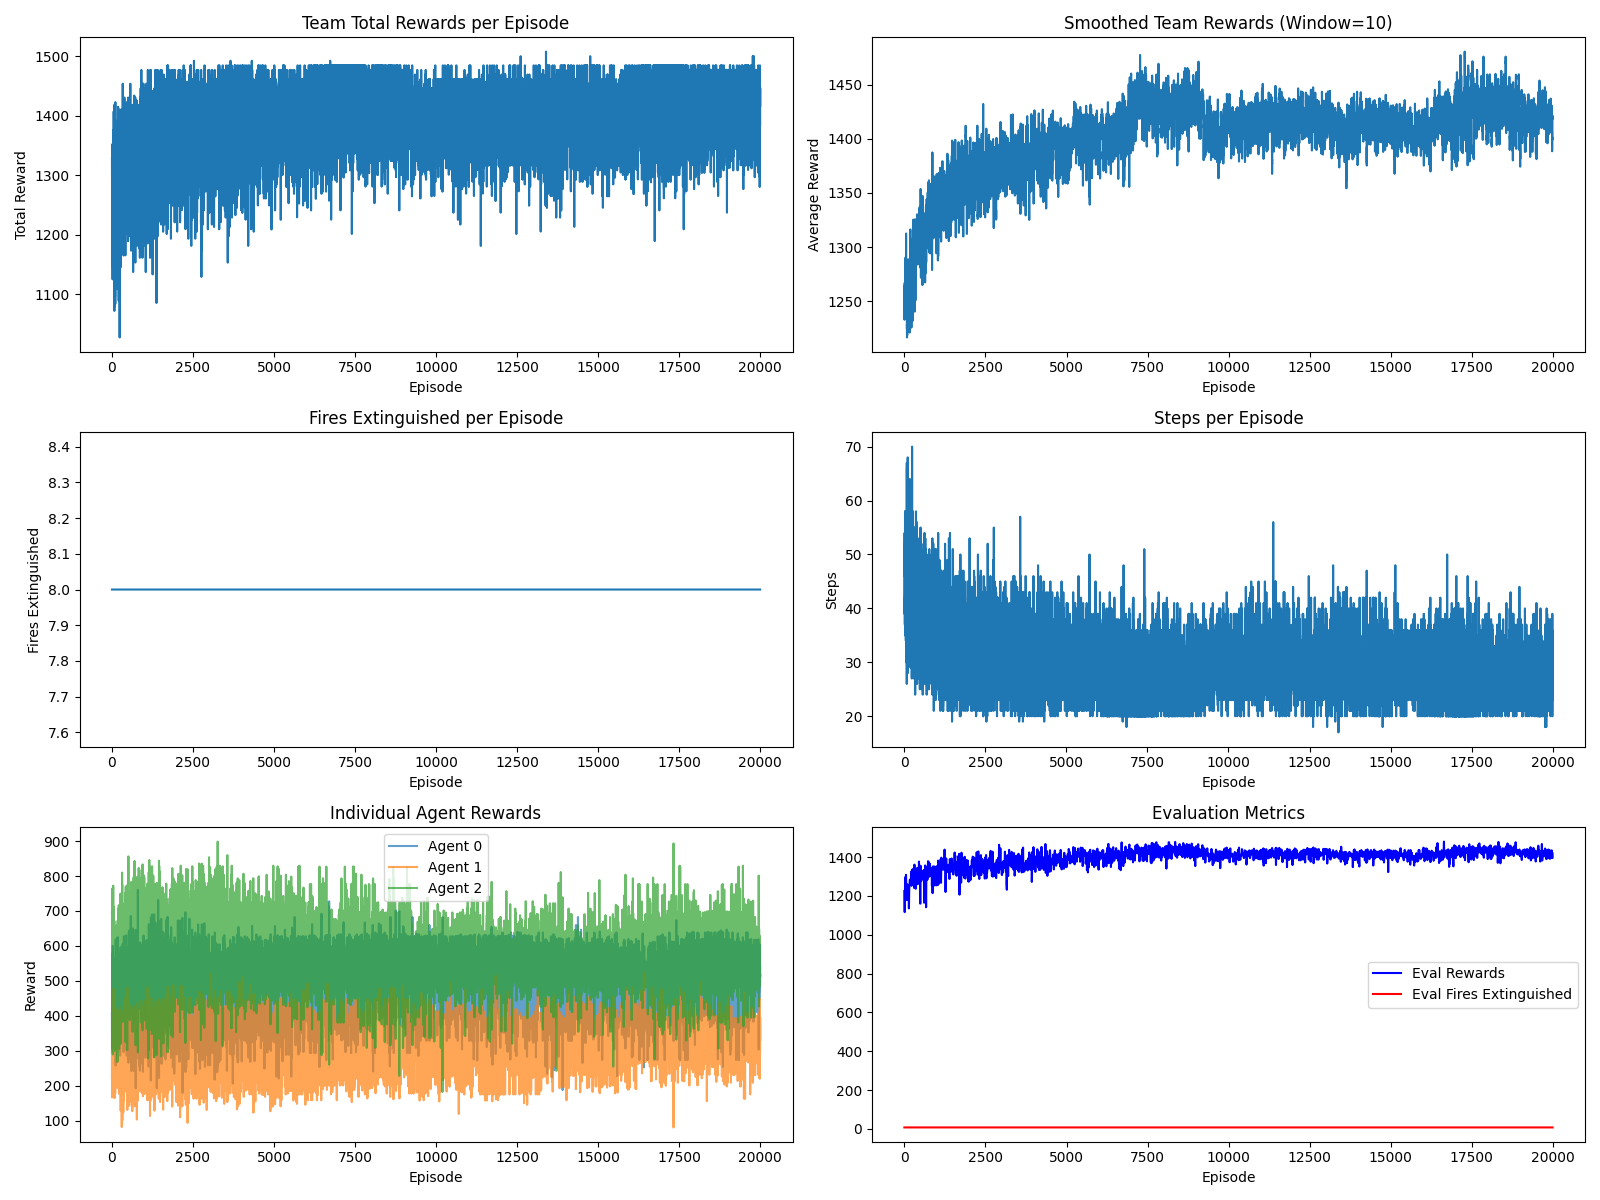 Team Total Rewards per Episode
Total Reward
1500
1400
1300
1200
1100
0 2500 5000 7500 10000 12500 15000 17500 20000
Episode
Smoothed Team Rewards (Window=10)
Average Reward
1450
1400
1350
1300
1250
0 2500 5000 7500 10000 12500 15000 17500 20000
Episode
Fires Extinguished per Episode
Fires Extinguished
8.4
8.3
8.2
8.1
8.0
7.9
7.8
7.7
7.6
0 2500 5000 7500 10000 12500 15000 17500 20000
Episode
Steps per Episode
Steps
70
60
50
40
30
20
0 2500 5000 7500 10000 12500 15000 17500 20000
Episode
Individual Agent Rewards
Reward
900
800
700
600
500
400
300
200
100
Agent 0
Agent 1
Agent 2
0 2500 5000 7500 10000 12500 15000 17500 20000
Episode
Evaluation Metrics
1400
1200
1000
800
600
400
200
0
Eval Rewards
Eval Fires Extinguished
0 2500 5000 7500 10000 12500 15000 17500 20000
Episode